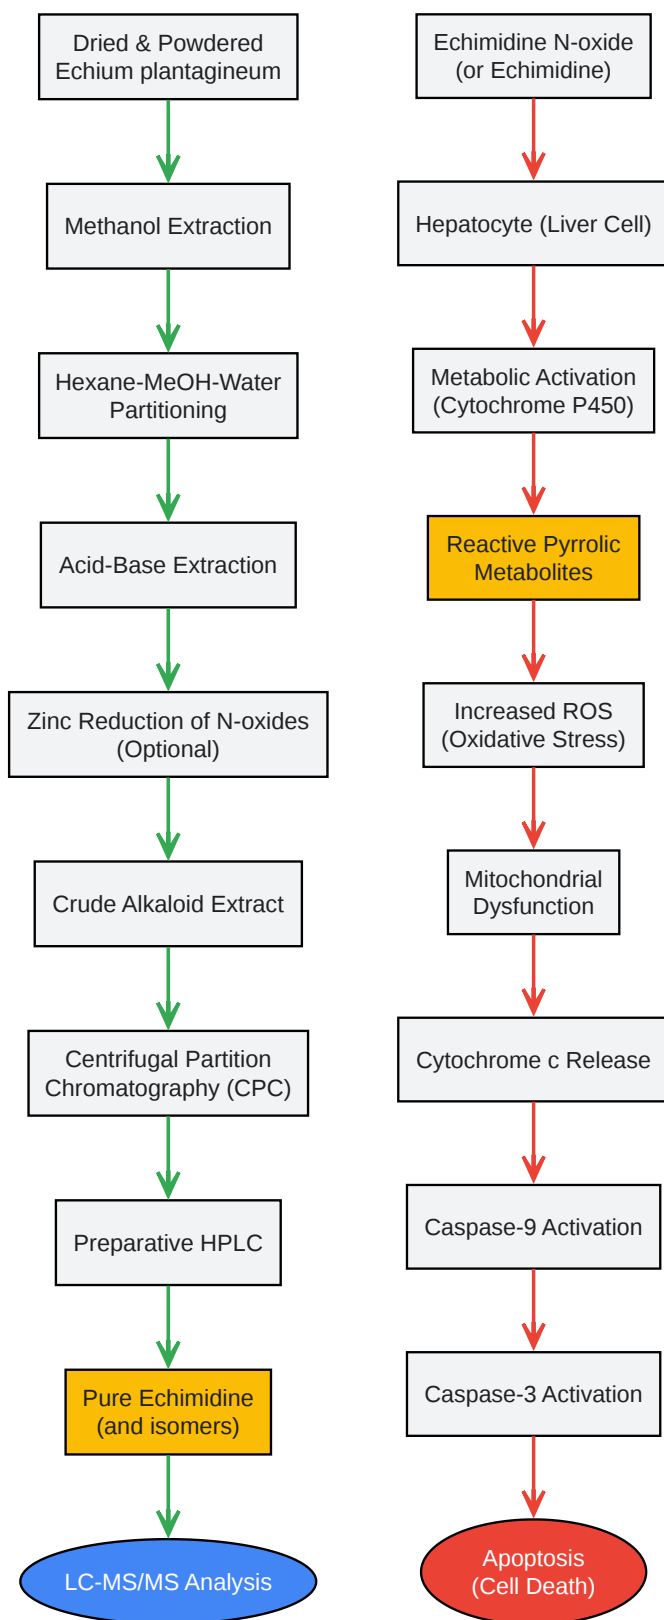 Dried & Powdered
Echium plantagineum
Methanol Extraction
Hexane-MeOH-Water
Partitioning
Acid-Base Extraction
Zinc Reduction of N-oxides
(Optional)
Crude Alkaloid Extract
Centrifugal Partition
Chromatography (CPC)
Preparative HPLC
Pure Echimidine
(and isomers)
LC-MS/MS Analysis
Echimidine N-oxide
(or Echimidine)
Hepatocyte (Liver Cell)
Metabolic Activation
(Cytochrome P450)
Reactive Pyrrolic
Metabolites
Increased ROS
(Oxidative Stress)
Mitochondrial
Dysfunction
Cytochrome c Release
Caspase-9 Activation
Caspase-3 Activation
Apoptosis
(Cell Death)